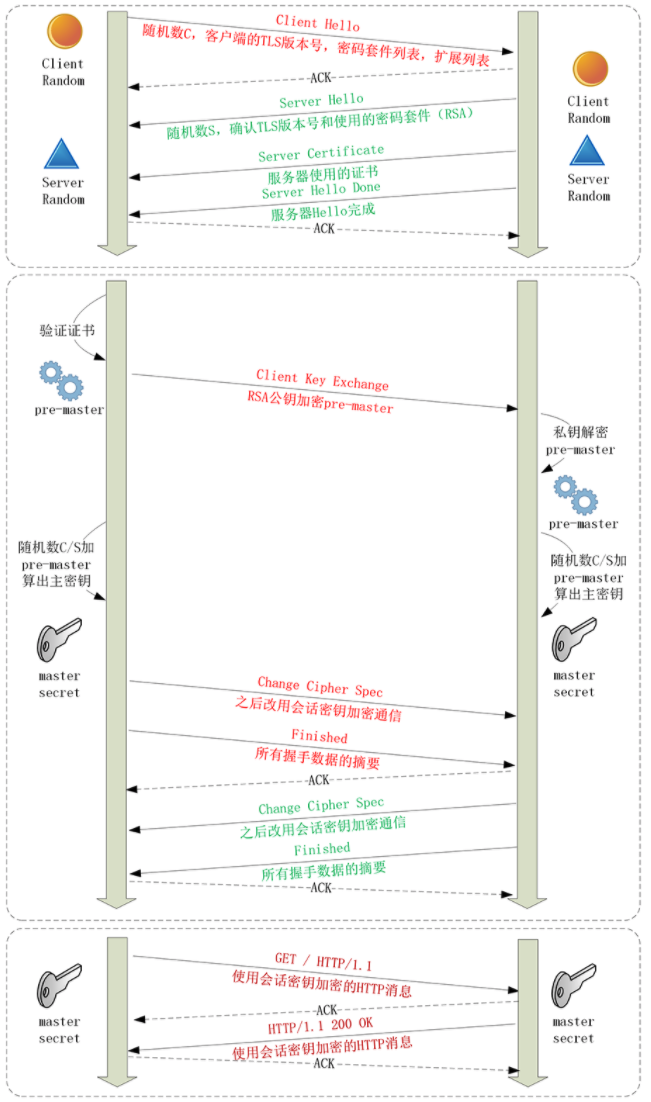 Client Hello
随机数C, 客户端的TLS版本号, 密码套件列表, 扩展列表
Client
Random
ACK
Client
Random
Server Hello
随机数S, 确认TLS版本号和使用的密码套件（RSA）
Server Certificate
服务器使用的证书
Server
Random
Server
Random
Server Hello Done
服务器Hello完成
ACK
验证证书
pre-master
Client Key Exchange
RSA公钥加密pre-master
私钥解密
pre-master
pre-master
随机数C/S加
pre-master
算出主密钥
随机数C/S加
pre-master
算出主密钥
master
secret
master
secret
Change Cipher Spec
之后改用会话密钥加密通信
Finished
所有握手数据的摘要
ACK
Change Cipher Spec
之后改用会话密钥加密通信
Finished
所有握手数据的摘要
ACK
GET / HTTP/1.1
使用会话密钥加密的HTTP消息
ACK
master
secret
master
secret
HTTP/1.1 200 OK
使用会话密钥加密的HTTP消息
ACK